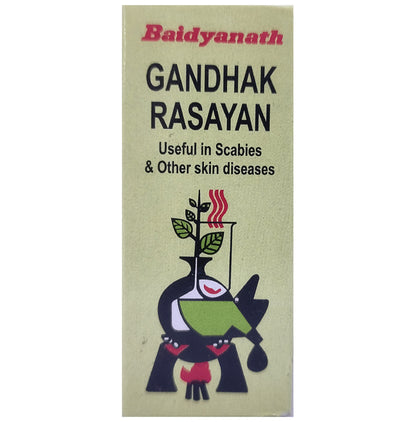 Baidyanath
GANDHAK
RASAYAN
Useful in Scabies
& Other skin diseases